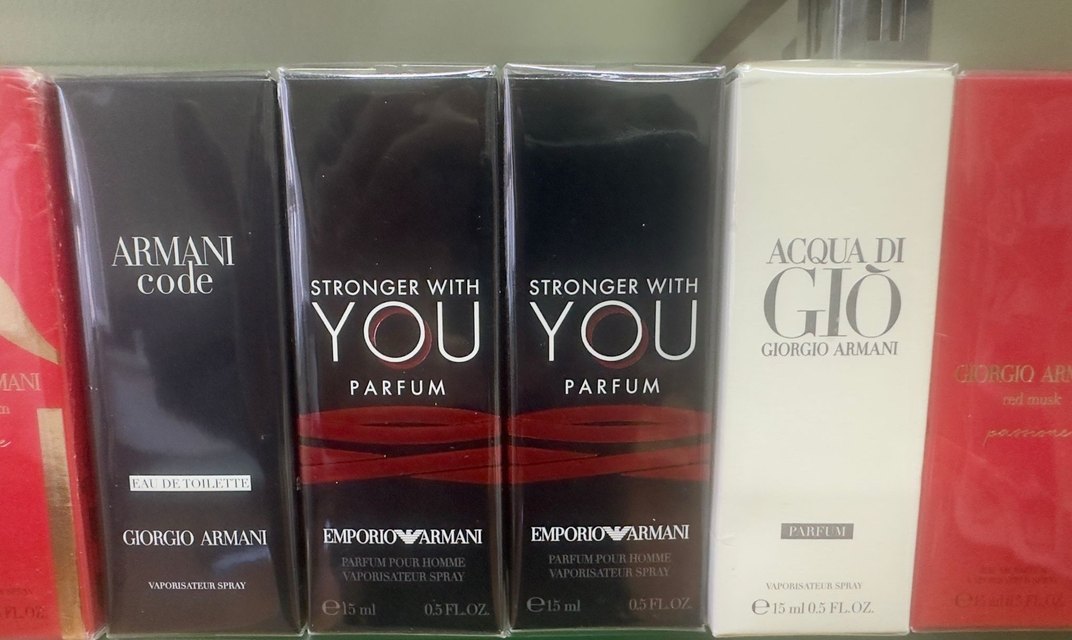 MANI
ARMANI
code
EAU DE TOILETTE
GIORGIO ARMANI
VAPORISATEUR SPRAY
STRONGER WITH
YOU
PARFUM
EMPORIO ARMANI
PARFUM POUR HOMME
VAPORISATEUR SPRAY
℮15 ml 0.5 FL.OZ.
STRONGER WITH
YOU
PARFUM
EMPORIO ARMANI
PARFUM POUR HOMME
VAPORISATEUR SPRAY
℮15 ml 0.5 FL.OZ.
ACQUA DI
GIÒ
GIORGIO ARMANI
PARFUM
VAPORISATEUR SPRAY
℮15 ml 0.5 FL.OZ.
GIORGIO ARM
red musk
passione